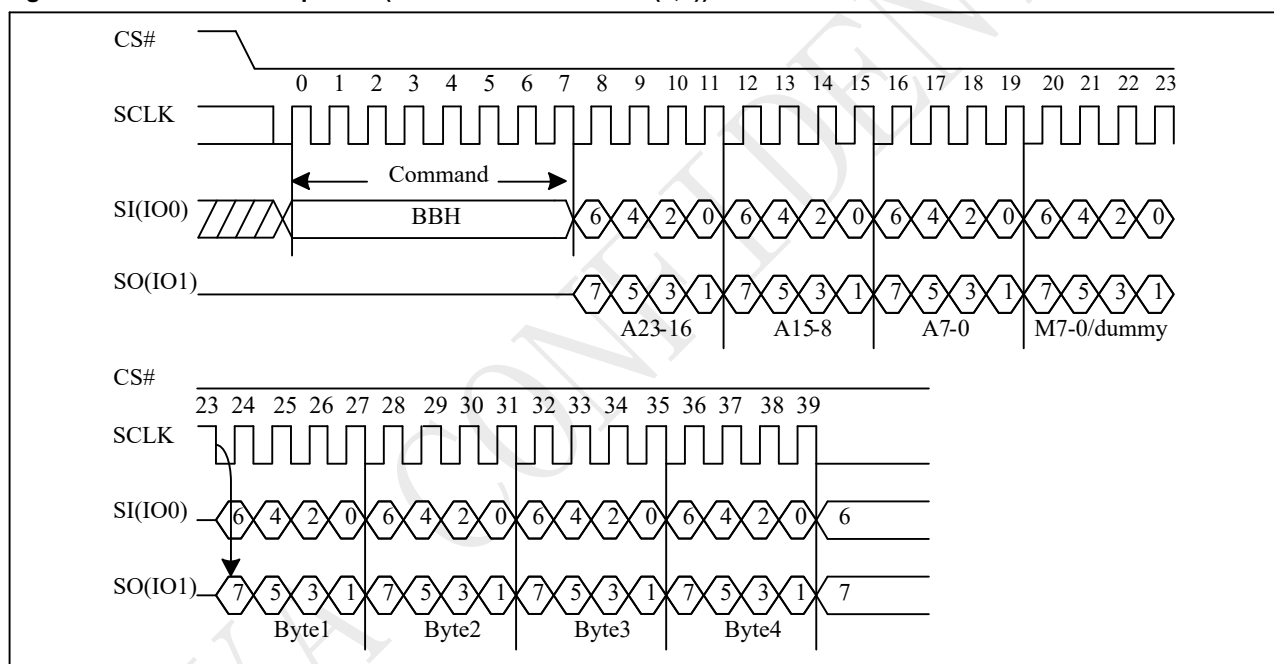 CS#
0 1 2 3 4 5 6 7 8 9 10 11 12 13 14 15 16 17 18 19 20 21 22 23
SCLK
Command
SI(IO0) BBH 6 4 2 0 6 4 2 0 6 4 2 0 6 4 2 0
SO(IO1) 7 5 3 1 7 5 3 1 7 5 3 1 7 5 3 1
A23-16 A15-8 A7-0 M7-0/dummy
CS#
23 24 25 26 27 28 29 30 31 32 33 34 35 36 37 38 39
SCLK
SI(IO0) 6 4 2 0 6 4 2 0 6 4 2 0 6 4 2 0 6
SO(IO1) 7 5 3 1 7 5 3 1 7 5 3 1 7 5 3 1 7
Byte1 Byte2 Byte3 Byte4